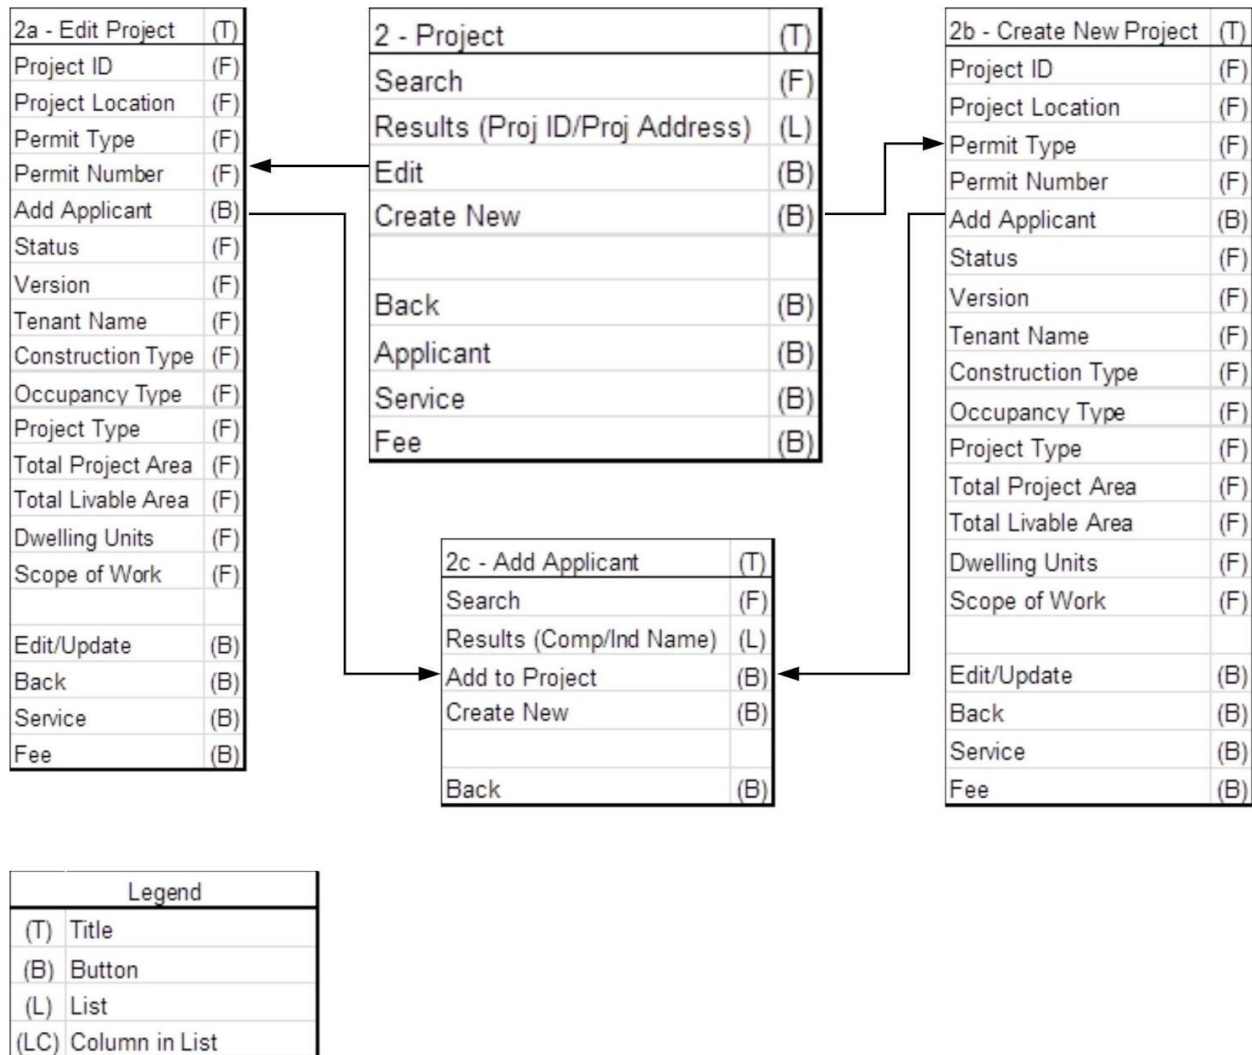 2a - Edit Project (T)
Project ID (F)
Project Location (F)
Permit Type (F)
Permit Number (F)
Add Applicant (B)
Status (F)
Version (F)
Tenant Name (F)
Construction Type (F)
Occupancy Type (F)
Project Type (F)
Total Project Area (F)
Total Livable Area (F)
Dwelling Units (F)
Scope of Work (F)
Edit/Update (B)
Back (B)
Service (B)
Fee (B)
2 - Project (T)
Search (F)
Results (Proj ID/Proj Address) (L)
Edit (B)
Create New (B)
Back (B)
Applicant (B)
Service (B)
Fee (B)
2c - Add Applicant (T)
Search (F)
Results (Comp/Ind Name) (L)
Add to Project (B)
Create New (B)
Back (B)
2b - Create New Project (T)
Project ID (F)
Project Location (F)
Permit Type (F)
Permit Number (F)
Add Applicant (B)
Status (F)
Version (F)
Tenant Name (F)
Construction Type (F)
Occupancy Type (F)
Project Type (F)
Total Project Area (F)
Total Livable Area (F)
Dwelling Units (F)
Scope of Work (F)
Edit/Update (B)
Back (B)
Service (B)
Fee (B)
Legend
(T) Title
(B) Button
(L) List
(LC) Column in List